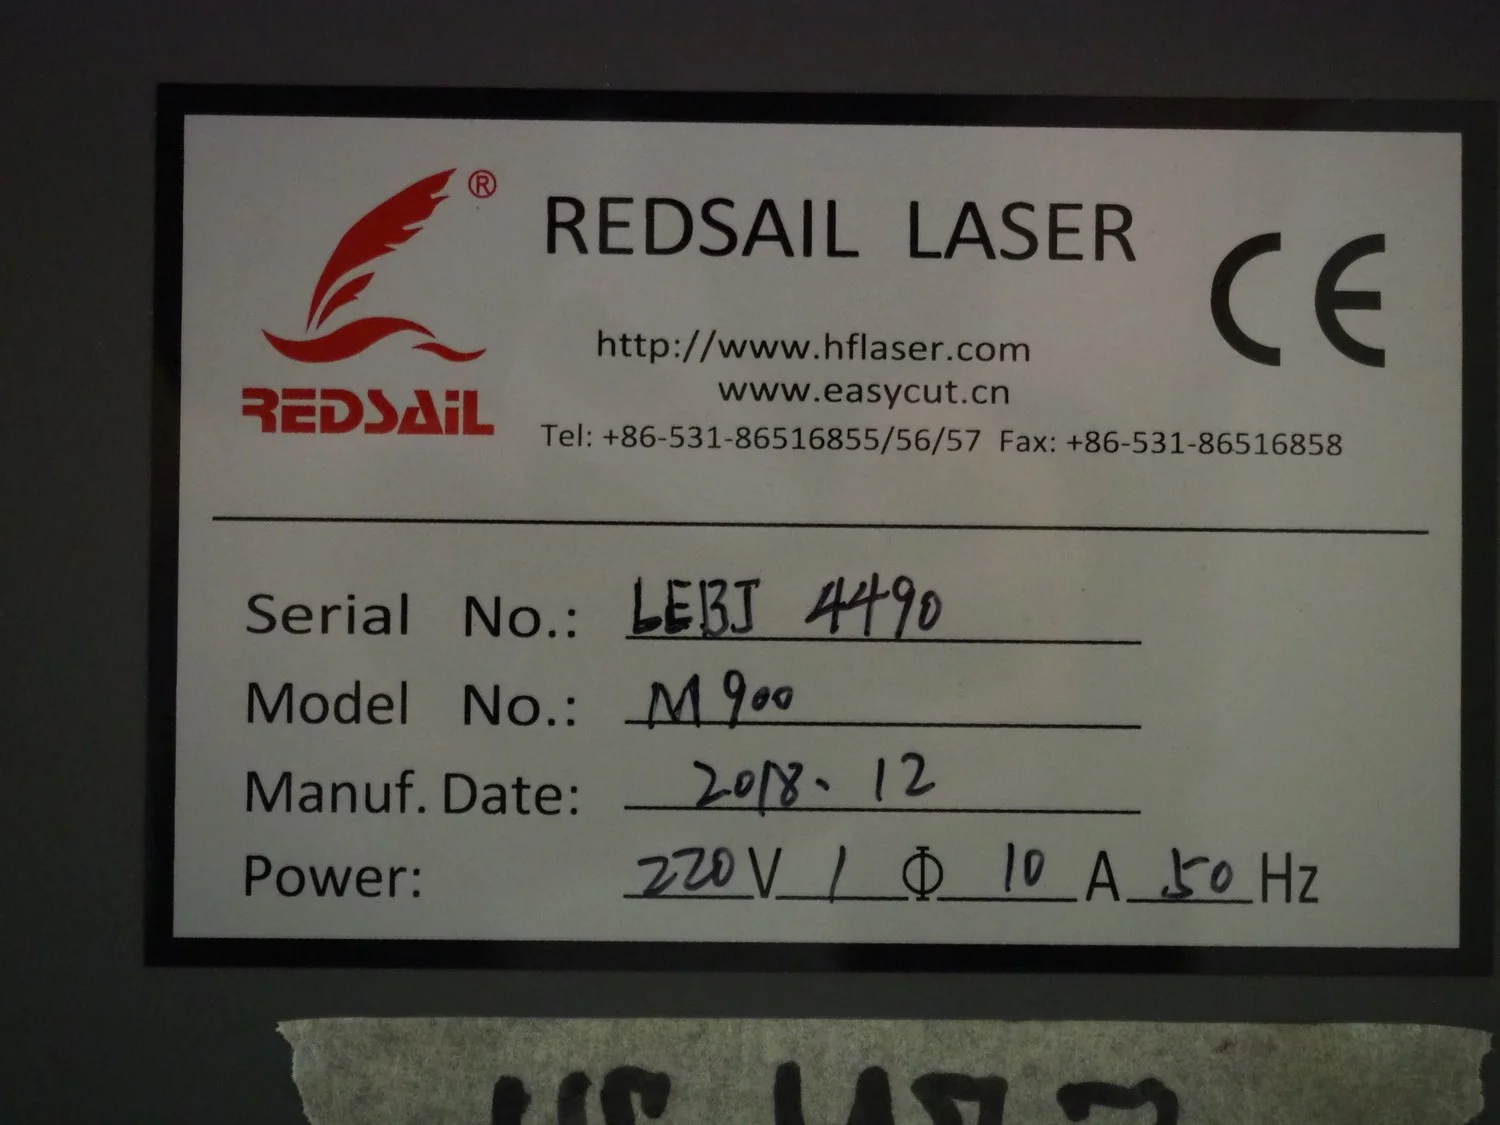 ®
REDSAIL
REDSAIL LASER
CE
http://www.hflaser.com
www.easycut.cn
Tel: +86-531-86516855/56/57 Fax: +86-531-86516858
Serial No.: LEBJ 4490
Model No.: M900
Manuf. Date: 2018. 12
Power: 220 V 1 Φ 10 A 50 Hz